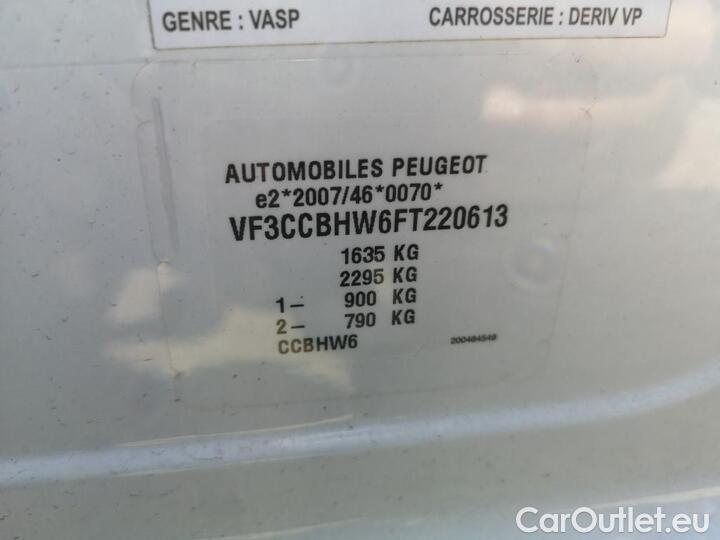 GENRE : VASP CARROSSERIE : DERIV VP
AUTOMOBILES PEUGEOT
e2*2007/46*0070*
VF3CCBHW6FT220613
1635 KG
2295 KG
1- 900 KG
2- 790 KG
CCBHW6 200484549
CarOutlet.eu